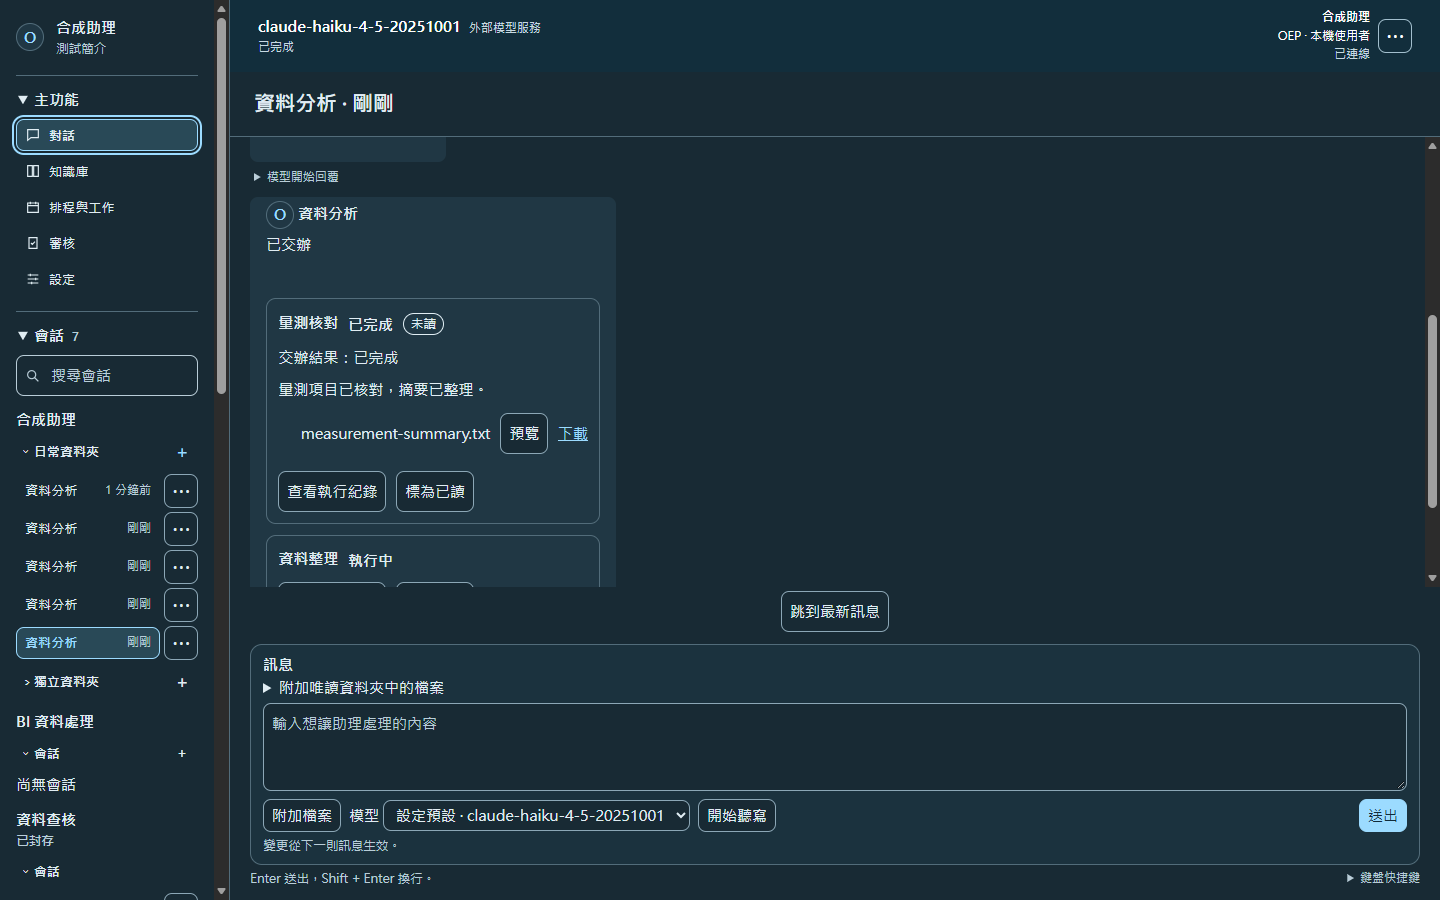 O 合成助理
測試簡介
▼ 主功能
對話
知識庫
排程與工作
審核
設定
▼ 會話 7
搜尋會話
合成助理
日常資料夾 +
資料分析 1 分鐘前 ...
資料分析 剛剛 ...
資料分析 剛剛 ...
資料分析 剛剛 ...
資料分析 剛剛 ...
獨立資料夾 +
BI 資料處理
會話 +
尚無會話
資料查核
已封存
會話
claude-haiku-4-5-20251001 外部模型服務
已完成
合成助理
OEP · 本機使用者
已連線
...
資料分析 · 剛剛
▶ 模型開始回覆
O 資料分析
已交辦
量測核對 已完成 未讀
交辦結果：已完成
量測項目已核對，摘要已整理。
measurement-summary.txt 預覽 下載
查看執行紀錄 標為已讀
資料整理 執行中
跳到最新訊息
訊息
▶ 附加唯讀資料夾中的檔案
輸入想讓助理處理的內容
附加檔案 模型 設定預設 · claude-haiku-4-5-20251001 開始聽寫 送出
變更從下一則訊息生效。
Enter 送出，Shift + Enter 換行。
▶ 鍵盤快捷鍵